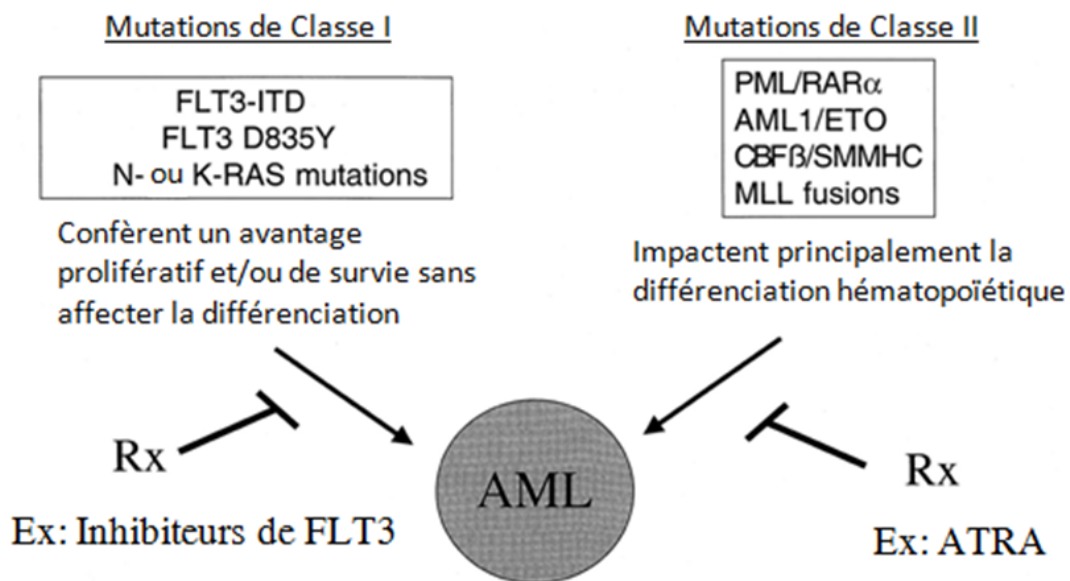 Mutations de Classe I
FLT3-ITD
FLT3 D835Y
N- ou K-RAS mutations
Confèrent un avantage
prolifératif et/ou de survie sans
affecter la différenciation
Mutations de Classe II
PML/RARα
AML1/ETO
CBFß/SMMHC
MLL fusions
Impactent principalement la
différenciation hématopoïétique
Rx
Ex: Inhibiteurs de FLT3
AML
Rx
Ex: ATRA